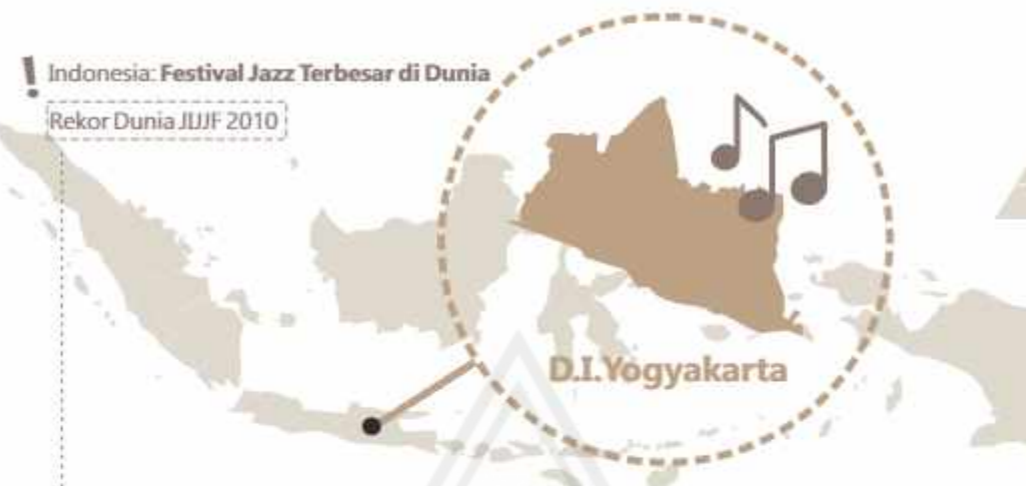 ! Indonesia: Festival Jazz Terbesar di Dunia
Rekor Dunia JIJJF 2010
D.I.Yogyakarta